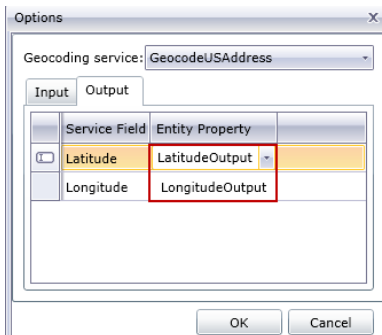 Options x
Geocoding service: GeocodeUSAddress
Input Output
Service Field Entity Property
Latitude LatitudeOutput
Longitude LongitudeOutput
OK Cancel